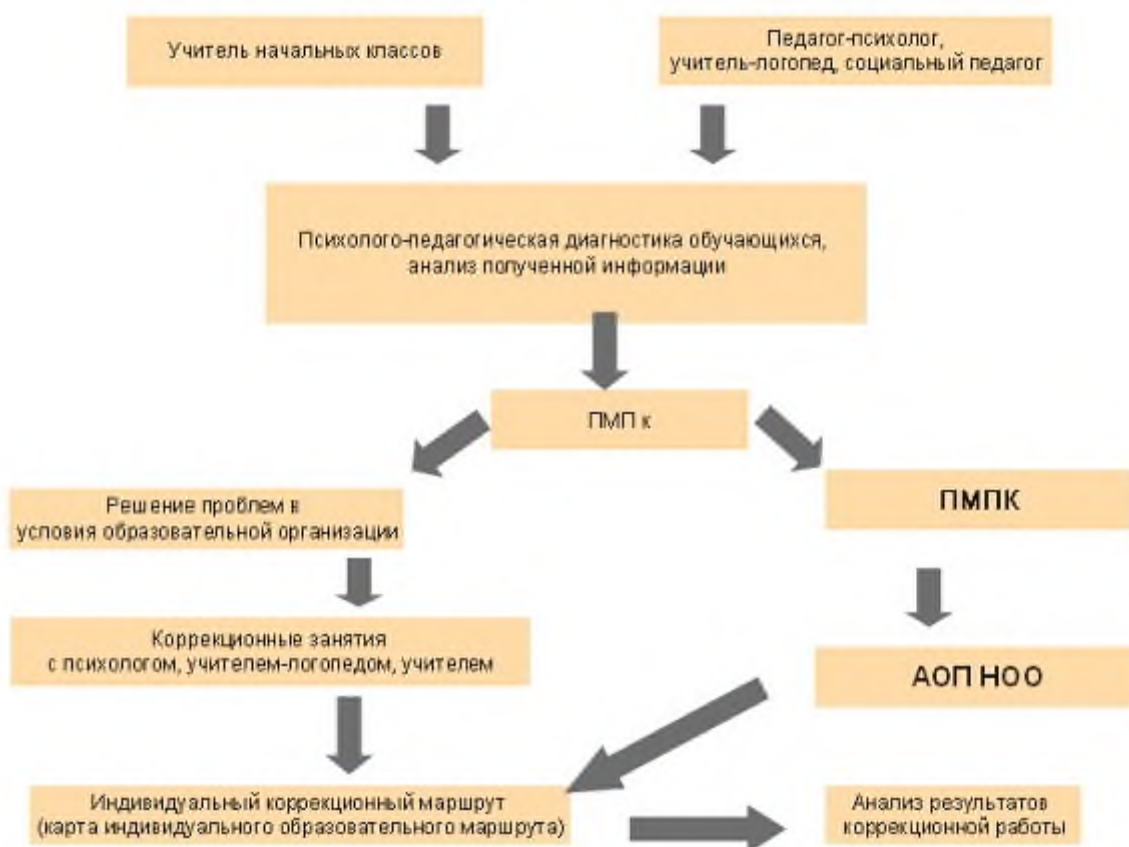 Учитель начальных классов
Педагог-психолог,
учитель-логопед, социальный педагог
Психолого-педагогическая диагностика обучающихся,
анализ полученной информации
ПМП к
Решение проблем в
условия образовательной организации
ПМПК
Коррекционные занятия
с психологом, учителем-логопедом, учителем
АОП НОО
Индивидуальный коррекционный маршрут
(карта индивидуального образовательного маршрута)
Анализ результатов
коррекционной работы